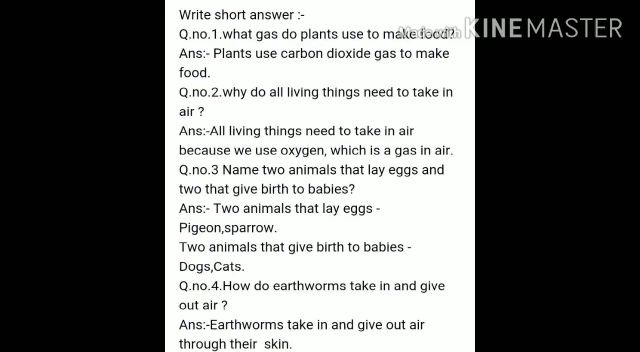 Write short answer :-
Q.no.1.what gas do plants use to make food?
Ans:- Plants use carbon dioxide gas to make
food.
Q.no.2.why do all living things need to take in
air ?
Ans:-All living things need to take in air
because we use oxygen, which is a gas in air.
Q.no.3 Name two animals that lay eggs and
two that give birth to babies?
Ans:- Two animals that lay eggs -
Pigeon,sparrow.
Two animals that give birth to babies -
Dogs,Cats.
Q.no.4.How do earthworms take in and give
out air ?
Ans:-Earthworms take in and give out air
through their  skin.
Made with KINEMASTER